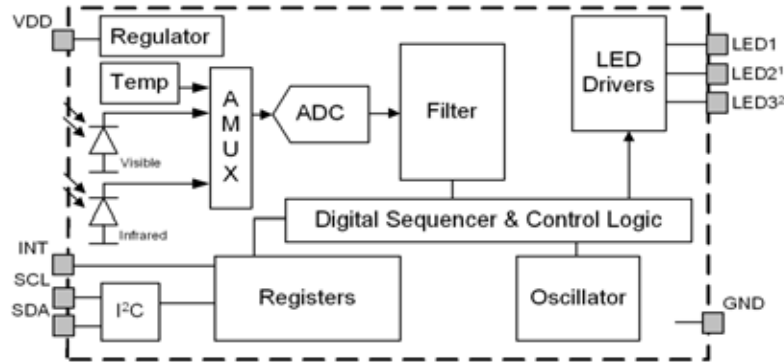 VDD
Regulator
LED
Drivers
LED1
LED2¹
LED3²
Temp
A
M
U
X
ADC
Filter
Visible
Infrared
Digital Sequencer & Control Logic
INT
SCL
SDA
I²C
Registers
Oscillator
GND